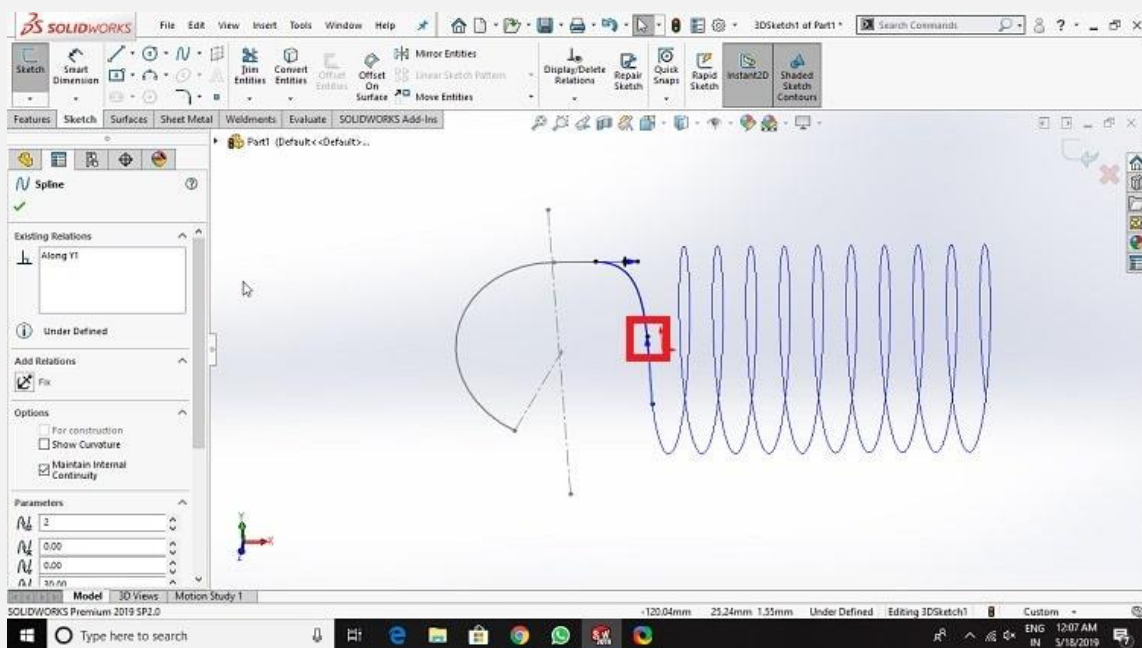 SOLIDWORKS File Edit View Insert Tools Window Help 3DSketch1 of Part1 * Search Commands ?
Sketch Smart Dimension Trim Entities Convert Entities Offset Entities Offset On Surface Mirror Entities Linear Sketch Pattern Move Entities Display/Delete Relations Repair Sketch Quick Snaps Rapid Sketch Instant2D Shaded Sketch Contours
Features Sketch Surfaces Sheet Metal Weldments Evaluate SOLIDWORKS Add-Ins
Part1 (Default<<Default>...
Spline
Existing Relations
Along Y1
Under Defined
Add Relations
Fix
Options
For construction
Show Curvature
Maintain Internal
Continuity
Parameters
2
0.00
0.00
30.00
Y
X
Z
Model 3D Views Motion Study 1
SOLIDWORKS Premium 2019 SP2.0 -120.04mm 25.24mm 1.55mm Under Defined Editing 3DSketch1 Custom
Type here to search ENG 12:07 AM
IN 5/18/2019